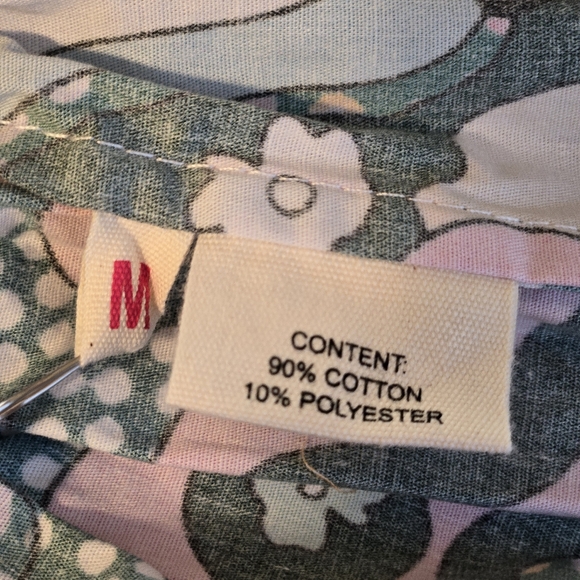 M
CONTENT:
90% COTTON
10% POLYESTER